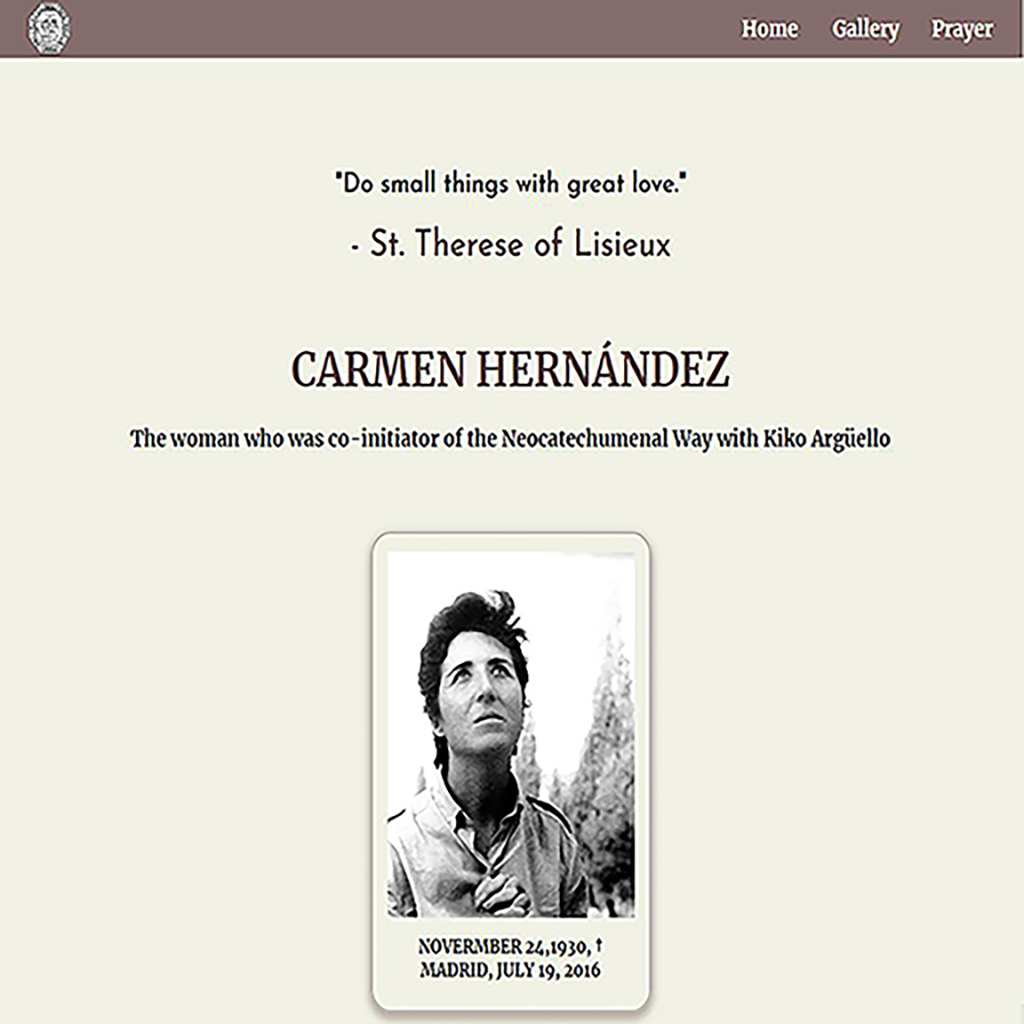 Home Gallery Prayer
"Do small things with great love."
- St. Therese of Lisieux
CARMEN HERNÁNDEZ
The woman who was co-initiator of the Neocatechumenal Way with Kiko Argüello
NOVERMBER 24,1930, †
MADRID, JULY 19, 2016